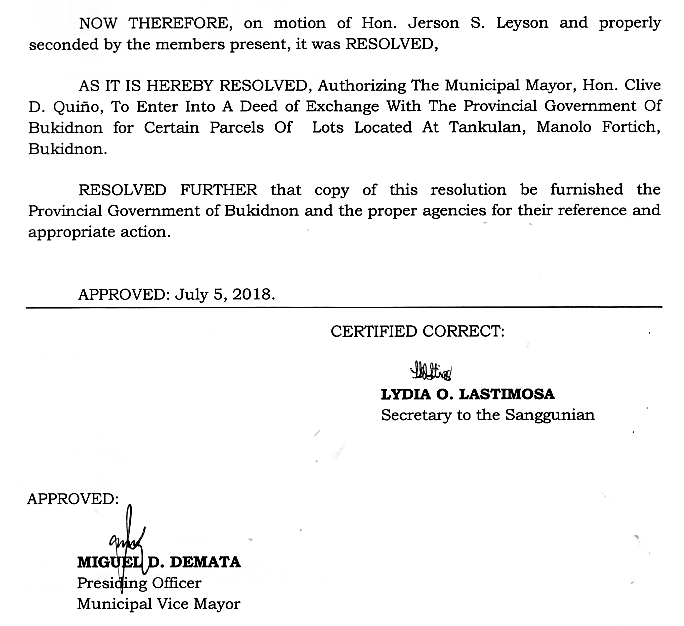 NOW THEREFORE, on motion of Hon. Jerson S. Leyson and properly
seconded by the members present, it was RESOLVED,
AS IT IS HEREBY RESOLVED, Authorizing The Municipal Mayor, Hon. Clive
D. Quiño, To Enter Into A Deed of Exchange With The Provincial Government Of
Bukidnon for Certain Parcels Of Lots Located At Tankulan, Manolo Fortich,
Bukidnon.
RESOLVED FURTHER that copy of this resolution be furnished the
Provincial Government of Bukidnon and the proper agencies for their reference and
appropriate action.
APPROVED: July 5, 2018.
CERTIFIED CORRECT:
LYDIA O. LASTIMOSA
Secretary to the Sanggunian
APPROVED:
MIGUEL D. DEMATA
Presiding Officer
Municipal Vice Mayor